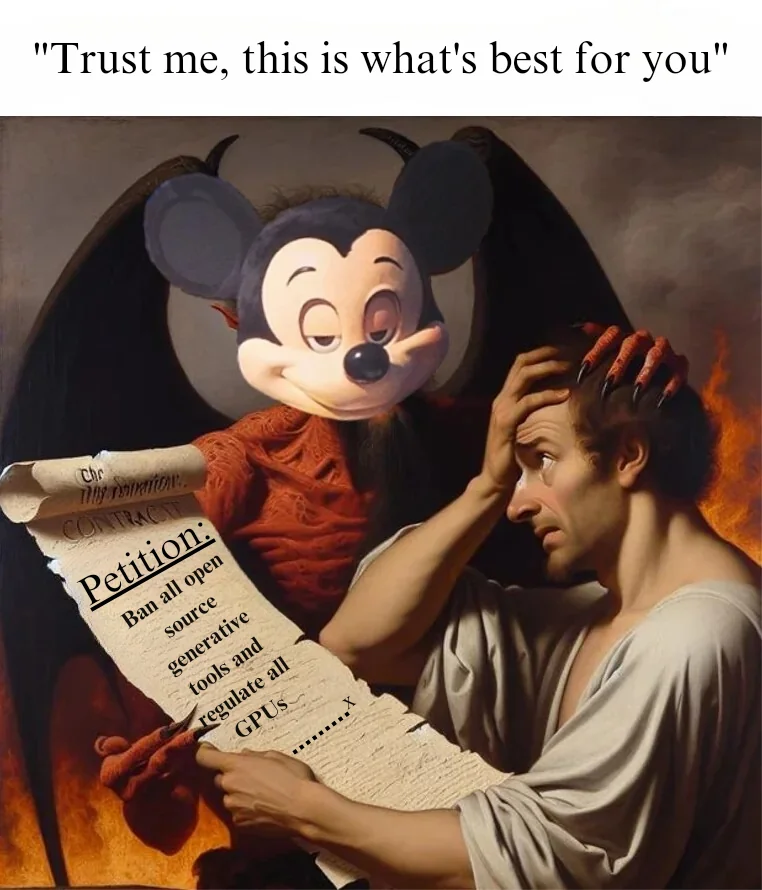 "Trust me, this is what's best for you"
CONTRACT
Petition:
Ban all open
source
generative
tools and
regulate all
GPUs
.........x